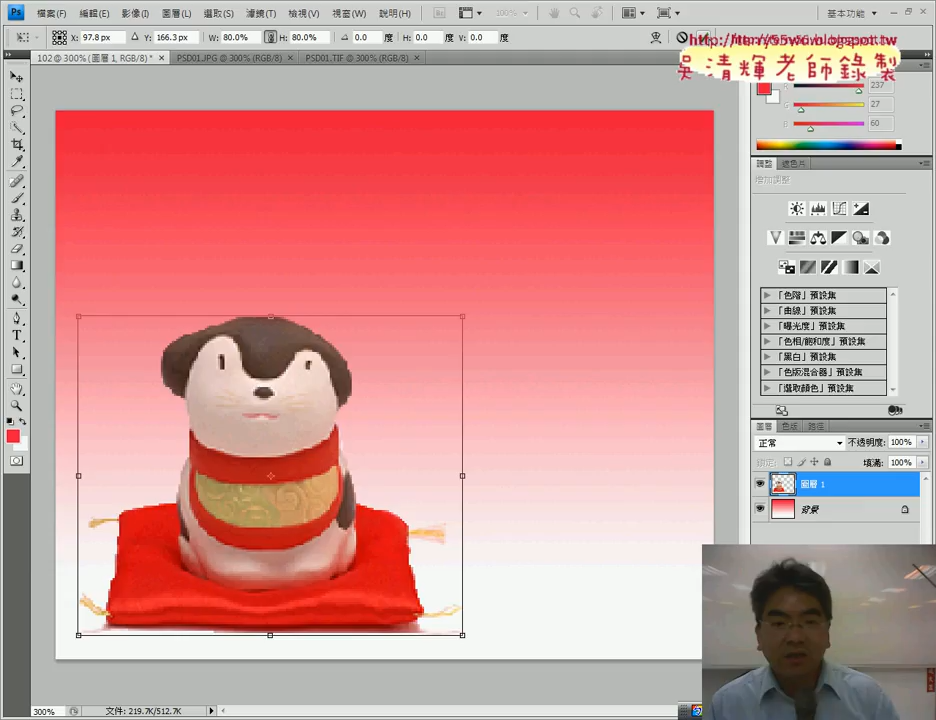 Ps 檔案(F) 編輯(E) 影像(I) 圖層(L) 選取(S) 濾鏡(T) 檢視(V) 視窗(W) 說明(H) 100% 基本功能
X: 97.8 px Y: 166.3 px W: 80.0% H: 80.0% 0.0 度 H: 0.0 度 V: 0.0 度
吳清輝老師錄製
102 @ 300% (圖層 1, RGB/8) * PSD01.JPG @ 300% (RGB/8) PSD01.TIF @ 300% (RGB/8)
R 237
G 27
B 60
調整 遮色片
增加調整
「色階」預設集
「曲線」預設集
「曝光度」預設集
「色相/飽和度」預設集
「黑白」預設集
「色版混合器」預設集
「選取顏色」預設集
圖層 色版 路徑
正常 不透明度: 100%
鎖定: 填滿: 100%
圖層 1
背景
300% 文件: 219.7K/512.7K